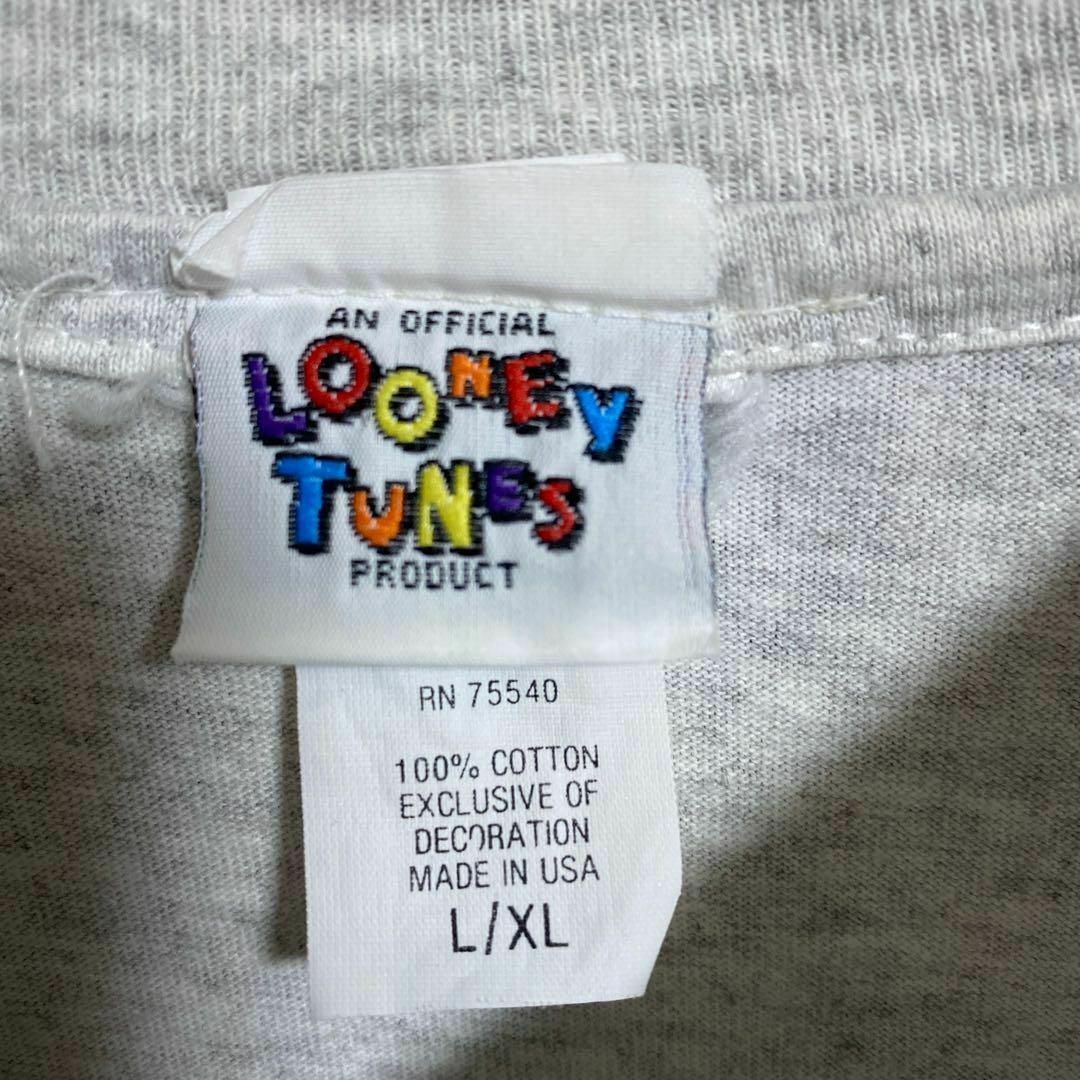 AN OFFICIAL
LOONEY
TUNES
PRODUCT
RN 75540
100% COTTON
EXCLUSIVE OF
DECORATION
MADE IN USA
L/XL